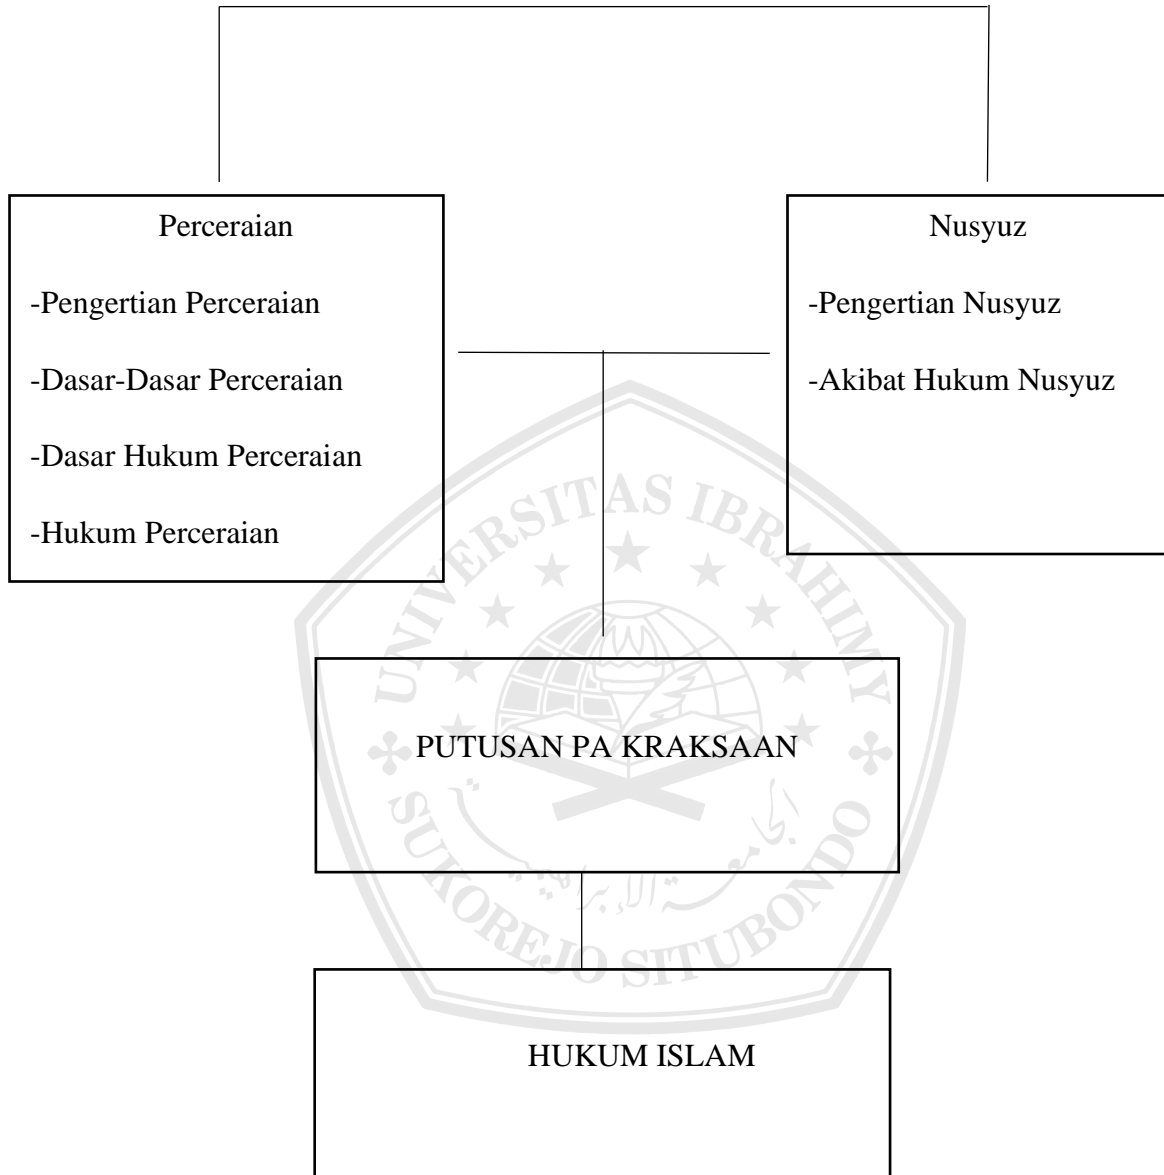 Perceraian
-Pengertian Perceraian
-Dasar-Dasar Perceraian
-Dasar Hukum Perceraian
-Hukum Perceraian
Nusyuz
-Pengertian Nusyuz
-Akibat Hukum Nusyuz
UNIVERSITAS IBRAHIMY
PUTUSAN PA KRAKSAAN
SUKOREJO SITUBONDO
HUKUM ISLAM